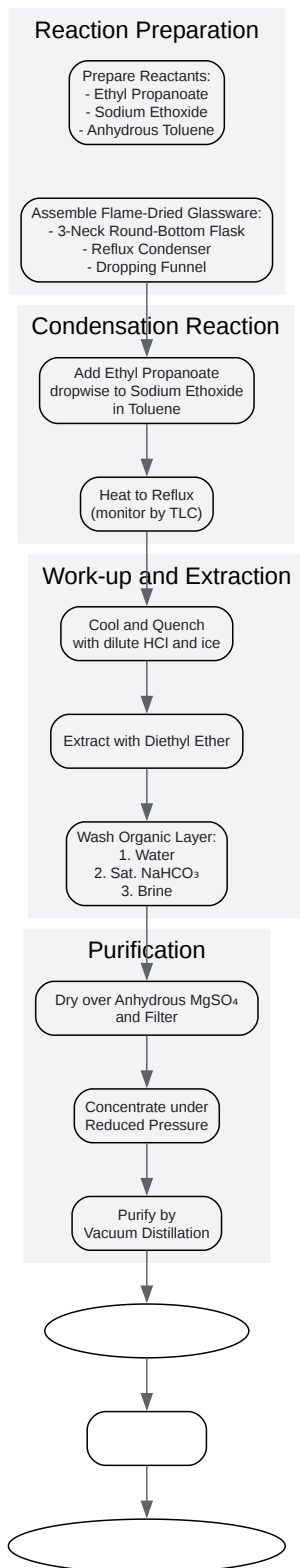 Reaction Preparation
Prepare Reactants:
- Ethyl Propanoate
- Sodium Ethoxide
- Anhydrous Toluene
Assemble Flame-Dried Glassware:
- 3-Neck Round-Bottom Flask
- Reflux Condenser
- Dropping Funnel
Condensation Reaction
Add Ethyl Propanoate
dropwise to Sodium Ethoxide
in Toluene
Heat to Reflux
(monitor by TLC)
Work-up and Extraction
Cool and Quench
with dilute HCl and ice
Extract with Diethyl Ether
Wash Organic Layer:
1. Water
2. Sat. NaHCO₃
3. Brine
Purification
Dry over Anhydrous MgSO₄
and Filter
Concentrate under
Reduced Pressure
Purify by
Vacuum Distillation